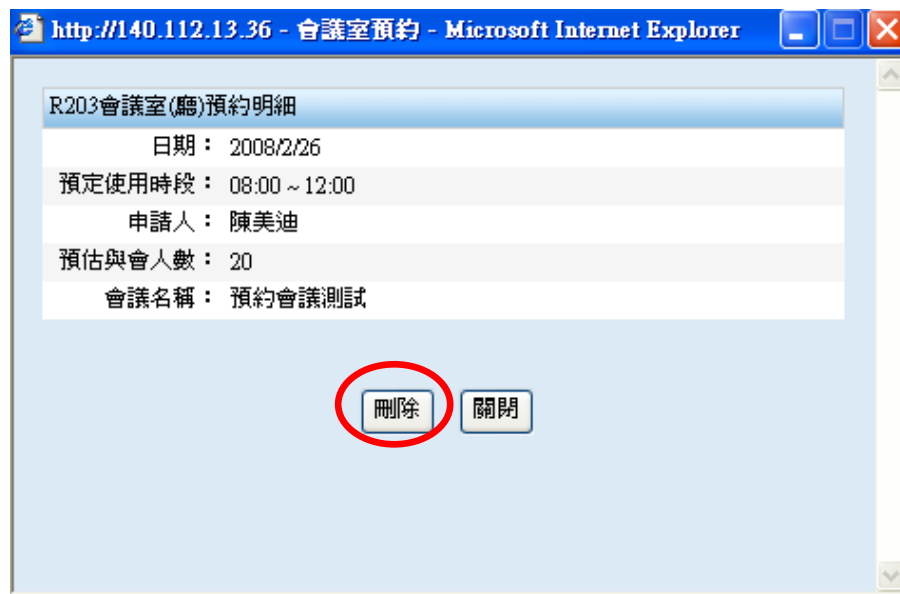 http://140.112.13.36 - 會議室預約 - Microsoft Internet Explorer
R203會議室(廳)預約明細
日期： 2008/2/26
預定使用時段： 08:00 ~ 12:00
申請人： 陳美迪
預估與會人數： 20
會議名稱： 預約會議測試
刪除 關閉